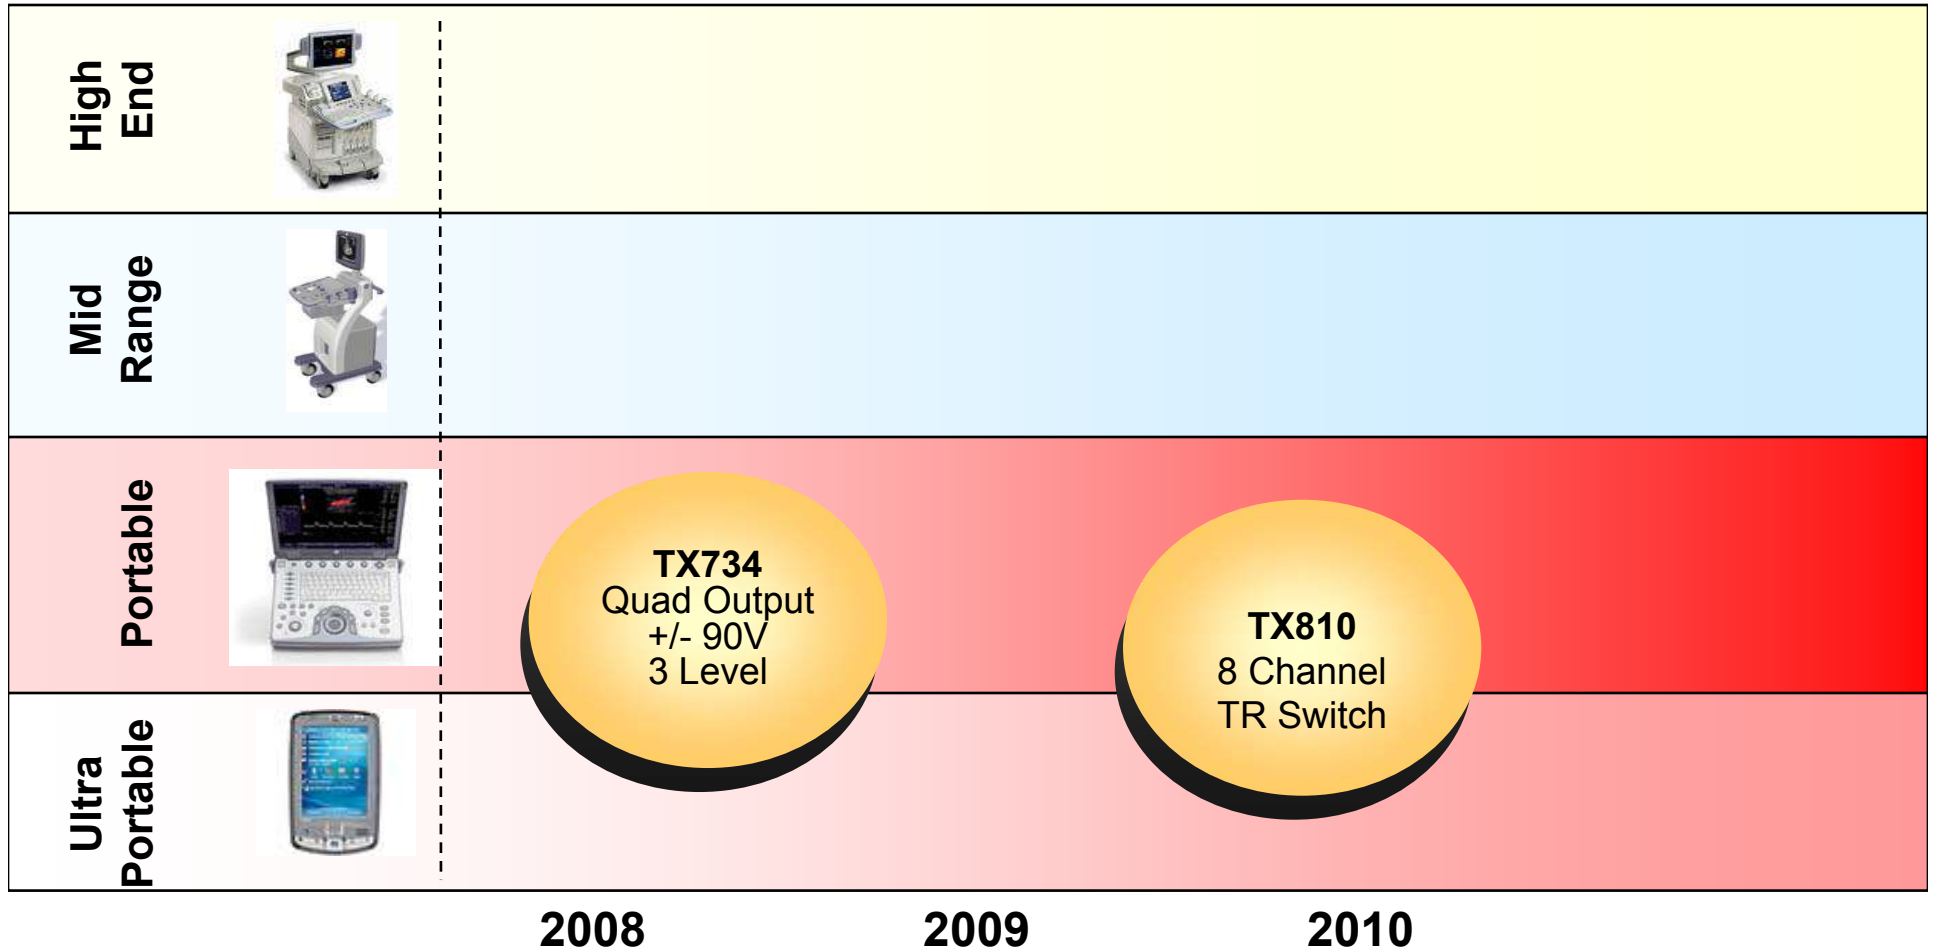 High
End
Mid
Range
Portable
TX734
Quad Output
+/- 90V
3 Level
TX810
8 Channel
TR Switch
Ultra
Portable
2008
2009
2010